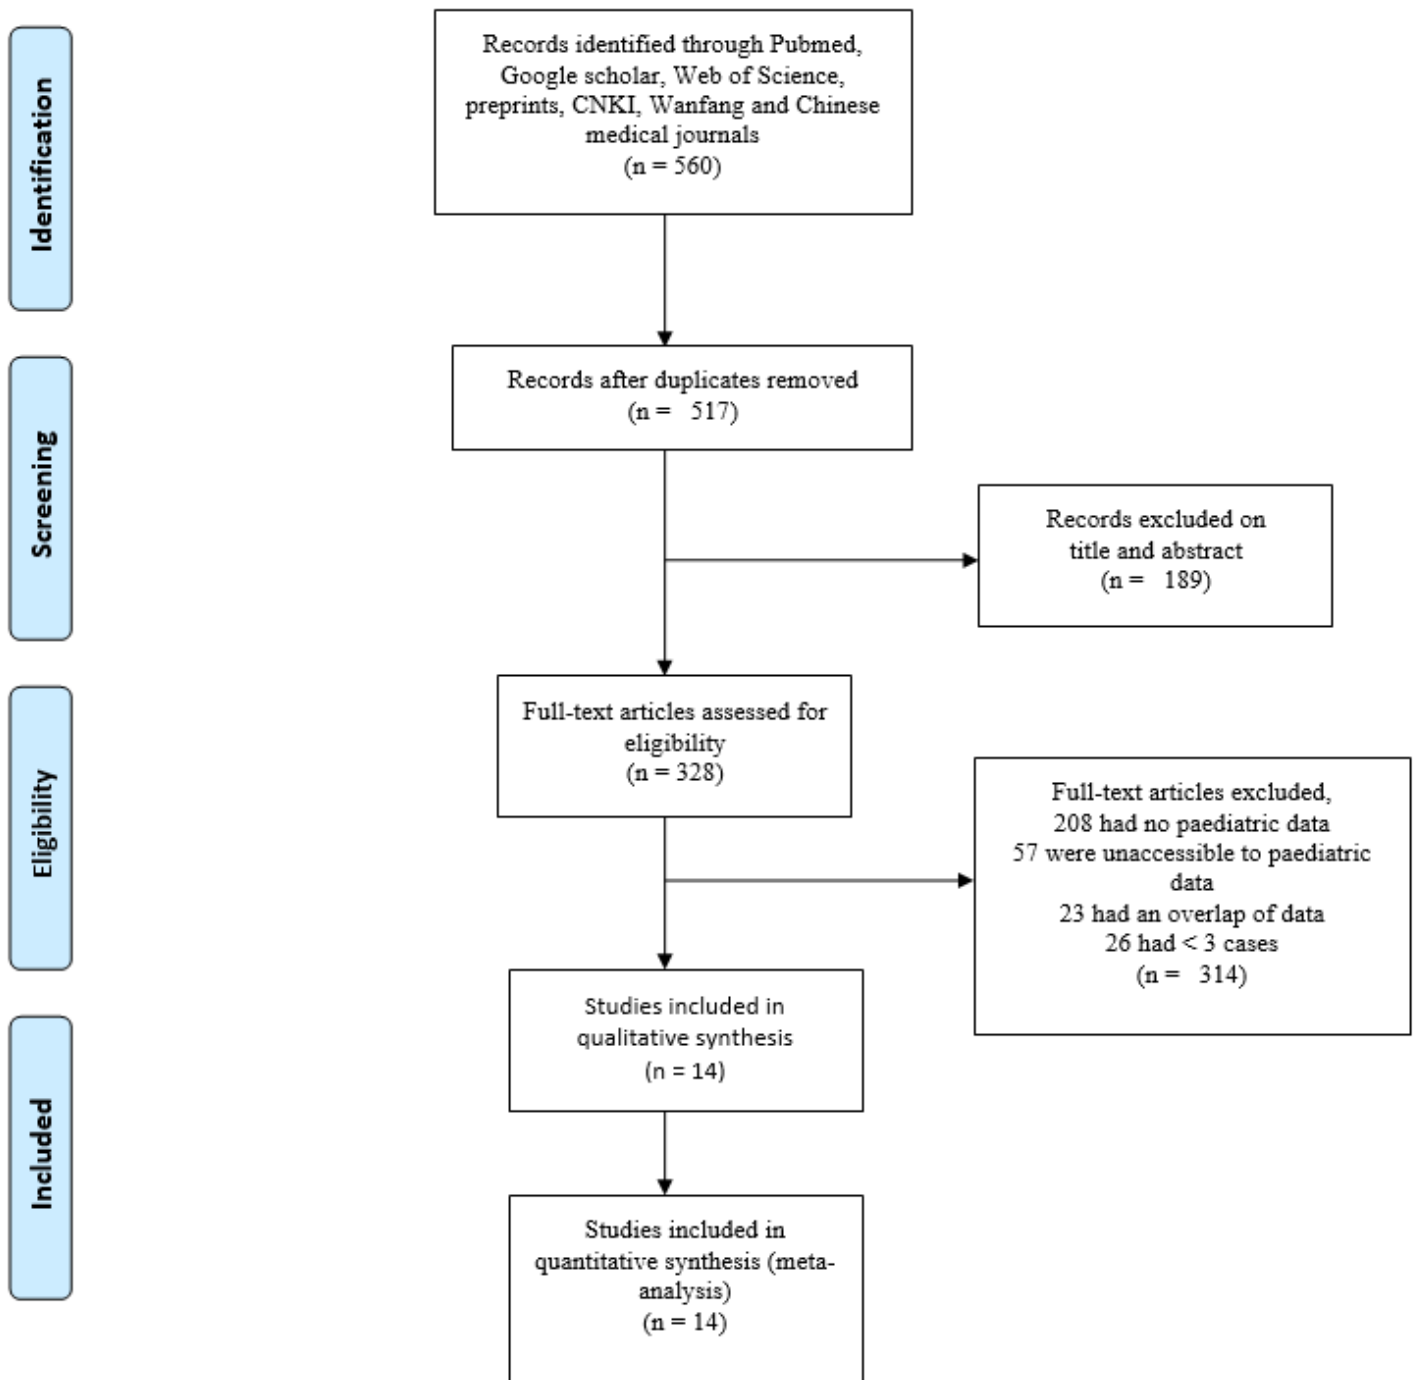 Identification
Records identified through Pubmed,
Google scholar, Web of Science,
preprints, CNKI, Wanfang and Chinese
medical journals
(n = 560)
Screening
Records after duplicates removed
(n = 517)
Records excluded on
title and abstract
(n = 189)
Eligibility
Full-text articles assessed for
eligibility
(n = 328)
Full-text articles excluded,
208 had no paediatric data
57 were unaccessible to paediatric
data
23 had an overlap of data
26 had < 3 cases
(n = 314)
Included
Studies included in
qualitative synthesis
(n = 14)
Studies included in
quantitative synthesis (meta-
analysis)
(n = 14)